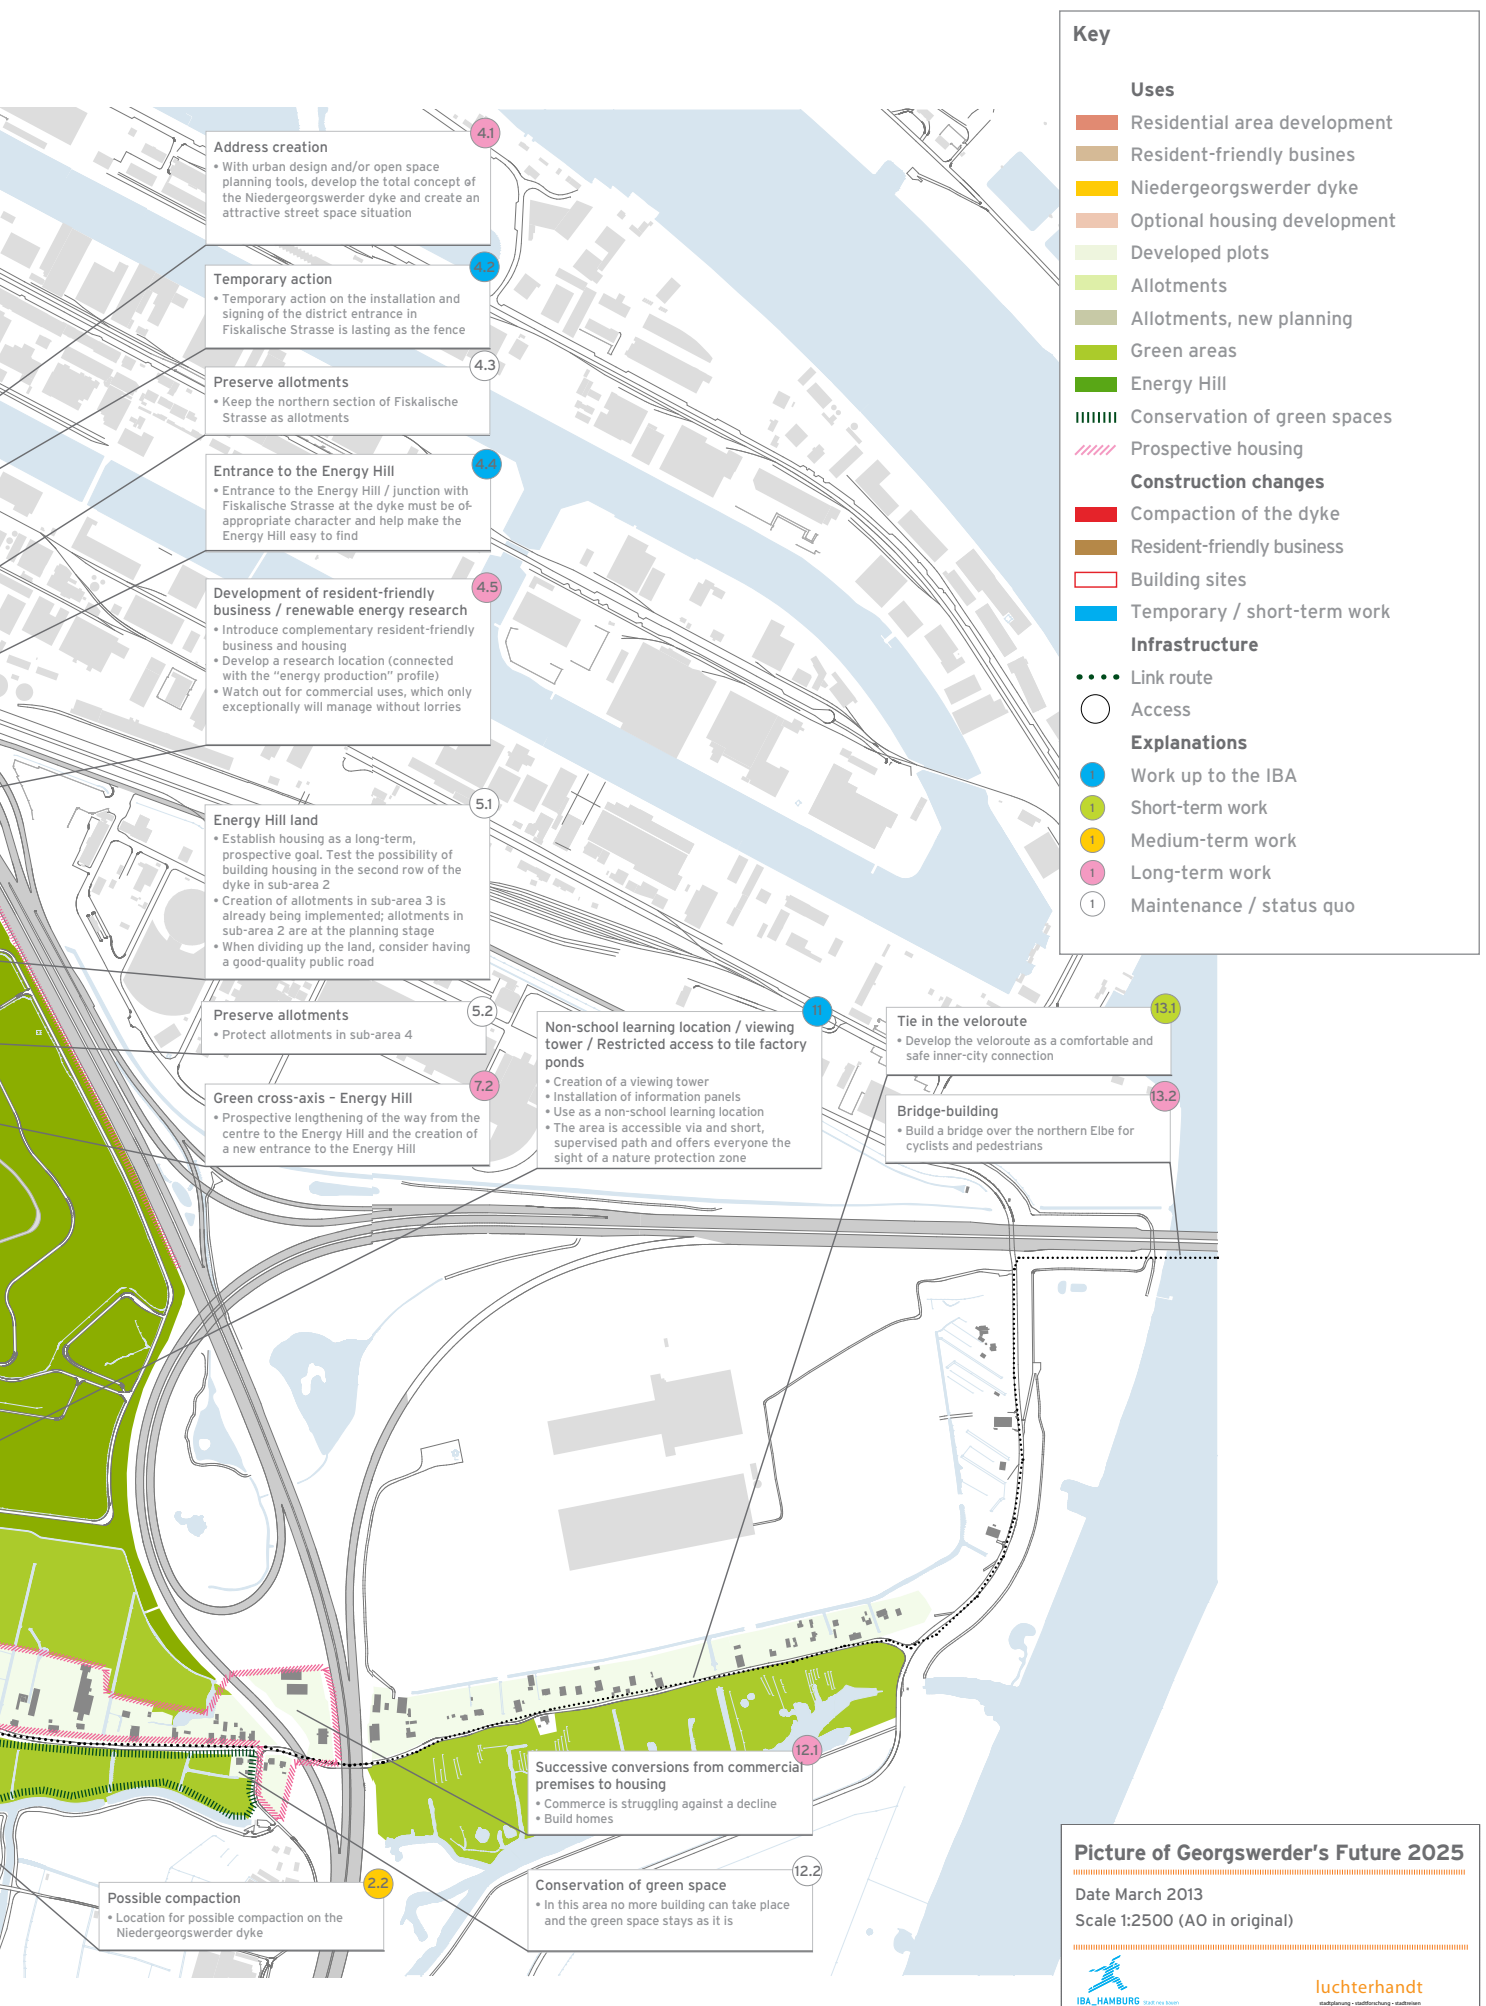 Key
Uses
Residential area development
Resident-friendly busines
Niedergeorgswerder dyke
Optional housing development
Developed plots
Allotments
Allotments, new planning
Green areas
Energy Hill
Conservation of green spaces
Prospective housing
Construction changes
Compaction of the dyke
Resident-friendly business
Building sites
Temporary / short-term work
Infrastructure
Link route
Access
Explanations
1 Work up to the IBA
1 Short-term work
1 Medium-term work
1 Long-term work
1 Maintenance / status quo
4.1
Address creation
• With urban design and/or open space
planning tools, develop the total concept of
the Niedergeorgswerder dyke and create an
attractive street space situation
4.2
Temporary action
• Temporary action on the installation and
signing of the district entrance in
Fiskalische Strasse is lasting as the fence
4.3
Preserve allotments
• Keep the northern section of Fiskalische
Strasse as allotments
4.4
Entrance to the Energy Hill
• Entrance to the Energy Hill / junction with
Fiskalische Strasse at the dyke must be of
appropriate character and help make the
Energy Hill easy to find
4.5
Development of resident-friendly
business / renewable energy research
• Introduce complementary resident-friendly
business and housing
• Develop a research location (connected
with the “energy production” profile)
• Watch out for commercial uses, which only
exceptionally will manage without lorries
5.1
Energy Hill land
• Establish housing as a long-term,
prospective goal. Test the possibility of
building housing in the second row of the
dyke in sub-area 2
• Creation of allotments in sub-area 3 is
already being implemented; allotments in
sub-area 2 are at the planning stage
• When dividing up the land, consider having
a good-quality public road
5.2
Preserve allotments
• Protect allotments in sub-area 4
7.2
Green cross-axis – Energy Hill
• Prospective lengthening of the way from the
centre to the Energy Hill and the creation of
a new entrance to the Energy Hill
11
Non-school learning location / viewing
tower / Restricted access to tile factory
ponds
• Creation of a viewing tower
• Installation of information panels
• Use as a non-school learning location
• The area is accessible via and short,
supervised path and offers everyone the
sight of a nature protection zone
13.1
Tie in the veloroute
• Develop the veloroute as a comfortable and
safe inner-city connection
13.2
Bridge-building
• Build a bridge over the northern Elbe for
cyclists and pedestrians
12.1
Successive conversions from commercial
premises to housing
• Commerce is struggling against a decline
• Build homes
12.2
Conservation of green space
• In this area no more building can take place
and the green space stays as it is
2.2
Possible compaction
• Location for possible compaction on the
Niedergeorgswerder dyke
Picture of Georgswerder's Future 2025
Date March 2013
Scale 1:2500 (A0 in original)
IBA_HAMBURG Stadt neu bauen
luchterhandt
stadtplanung • stadtforschung • stadtreisen